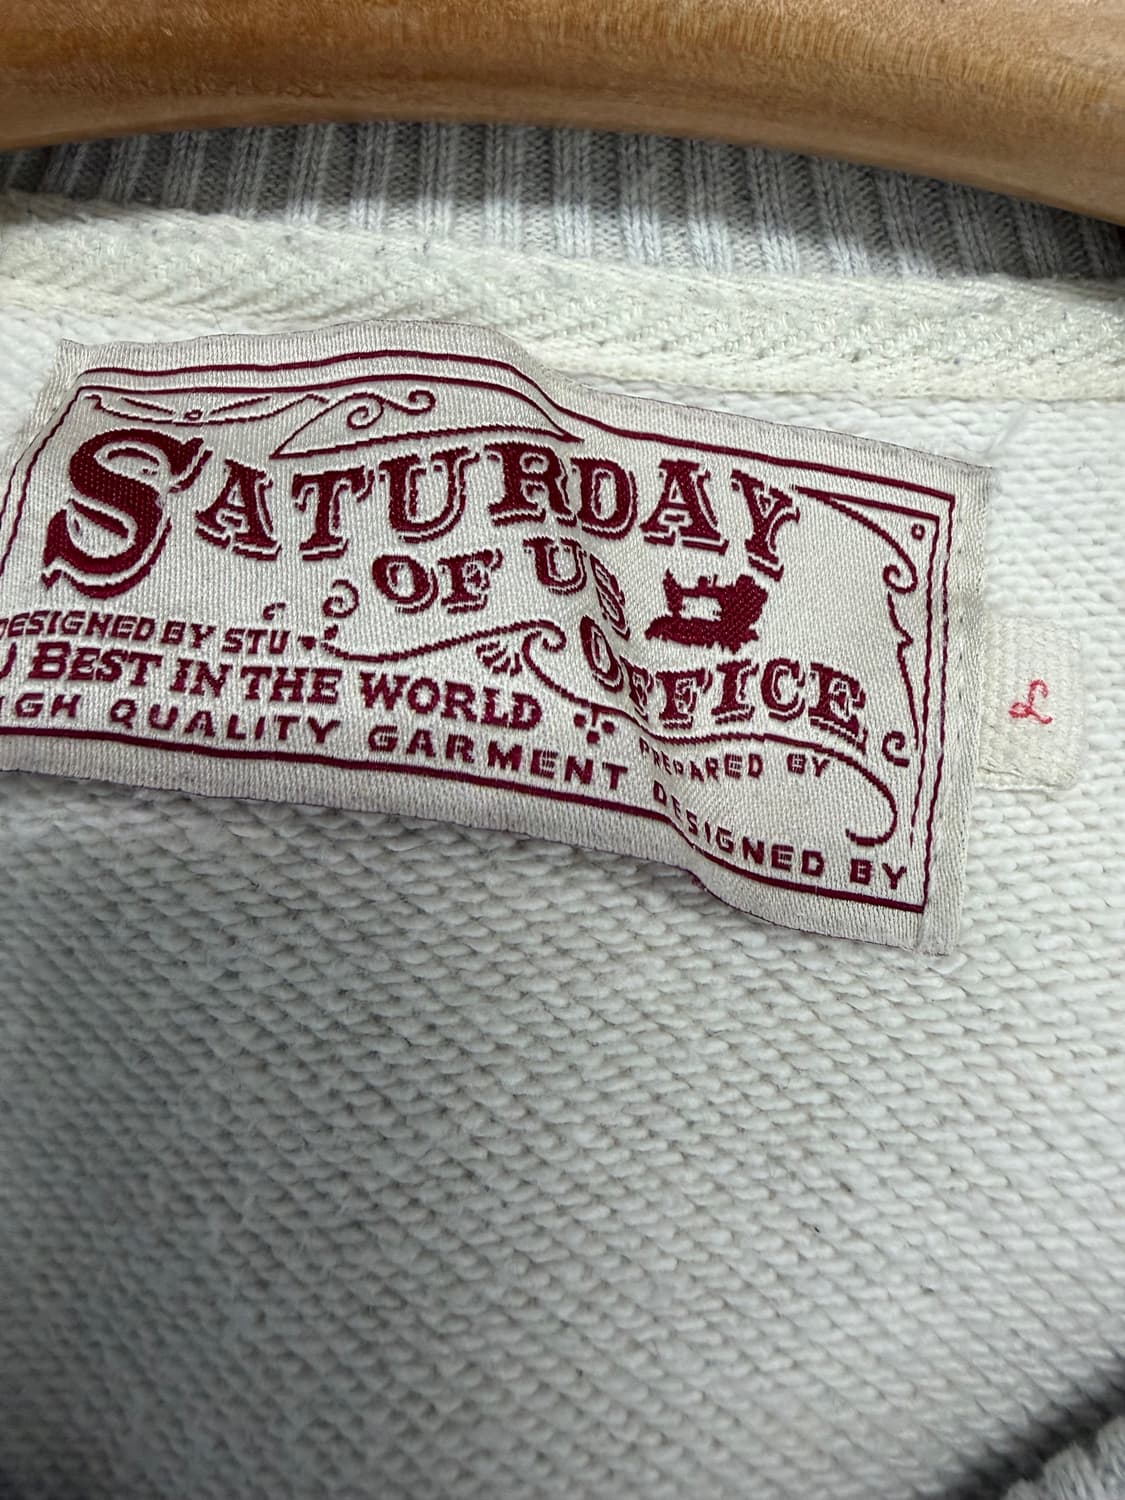 SATURDAY
OF US
OFFICE
DESIGNED BY STU
BEST IN THE WORLD
HIGH QUALITY GARMENT
PREPARED BY
DESIGNED BY
L